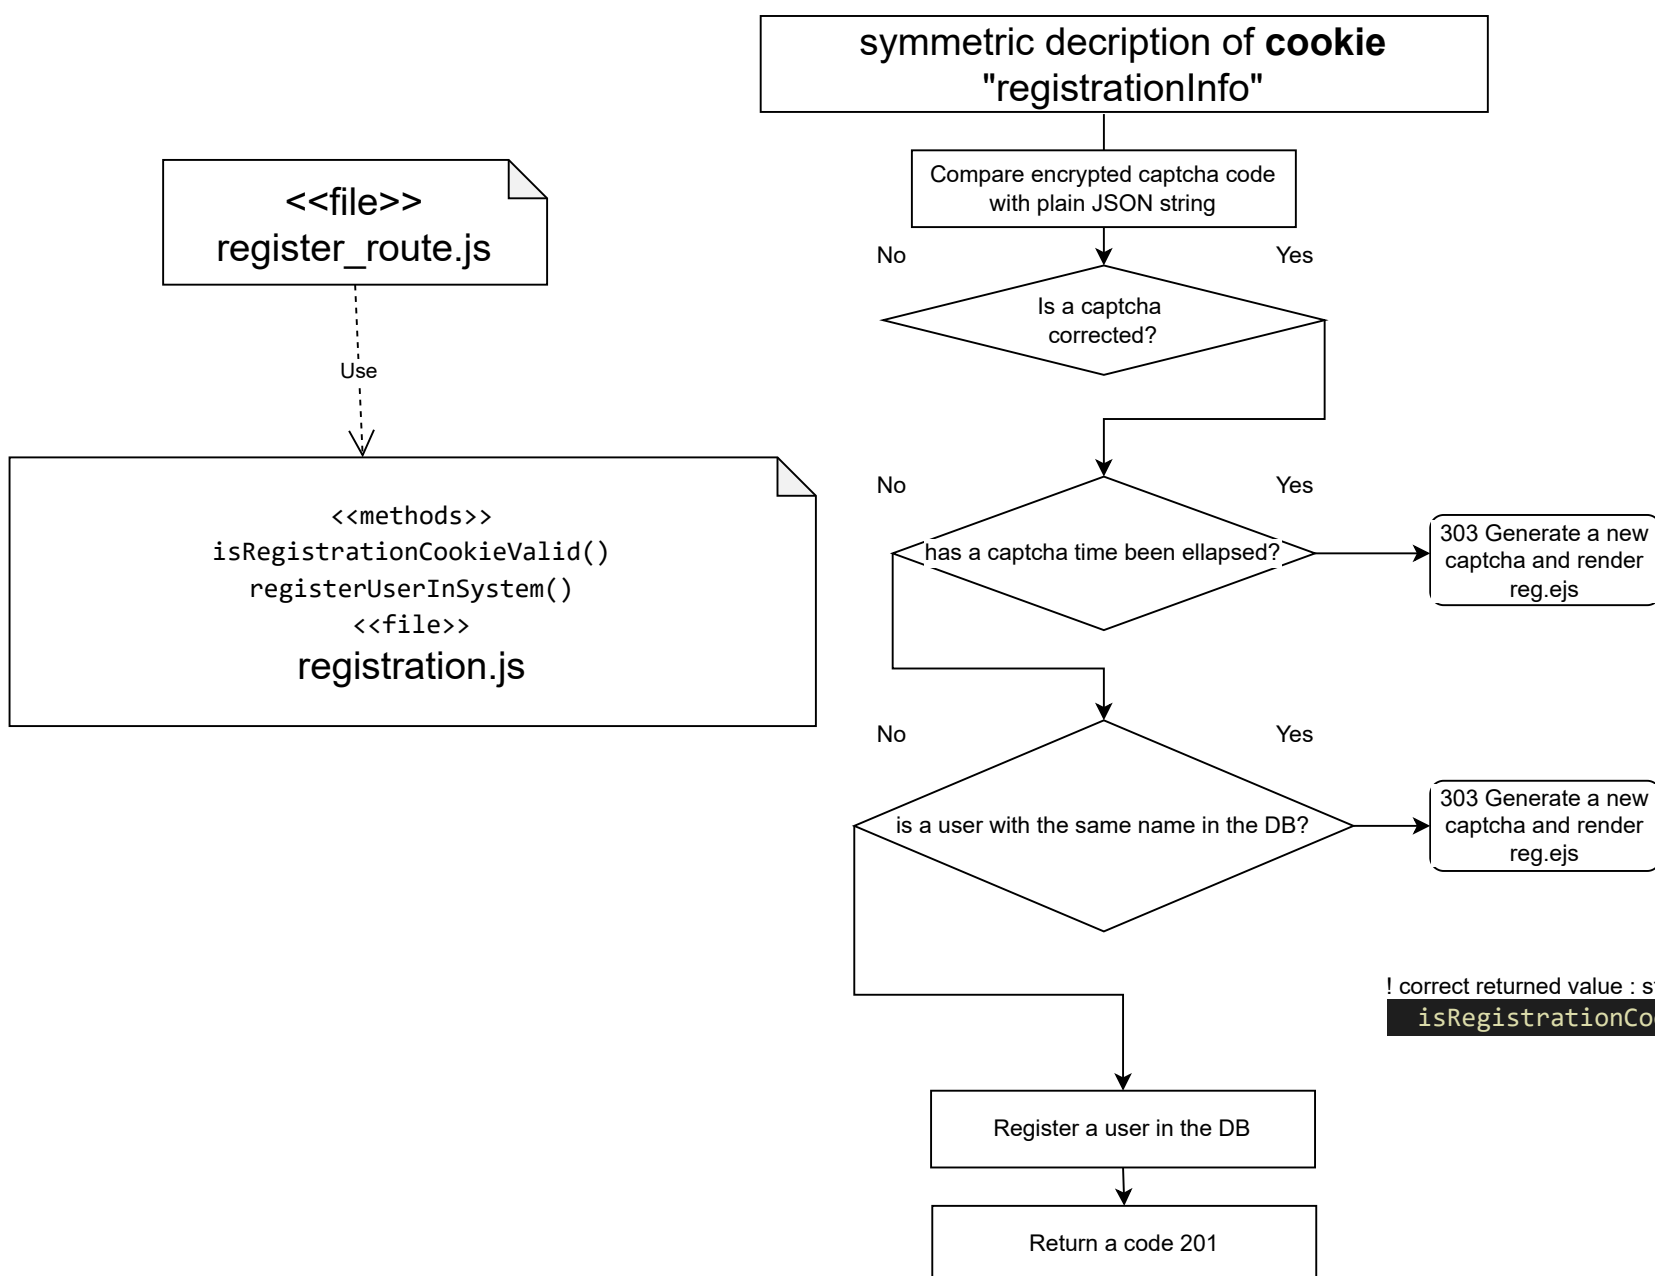 symmetric decription of cookie
"registrationInfo"
Compare encrypted captcha code
with plain JSON string
<<file>>
register_route.js
No
Yes
Is a captcha
corrected?
Use
No
Yes
<<methods>>
isRegistrationCookieValid()
registerUserInSystem()
<<file>>
registration.js
has a captcha time been ellapsed?
303 Generate a new
captcha and render
reg.ejs
No
Yes
is a user with the same name in the DB?
303 Generate a new
captcha and render
reg.ejs
! correct returned value :
Register a user in the DB
Return a code 201